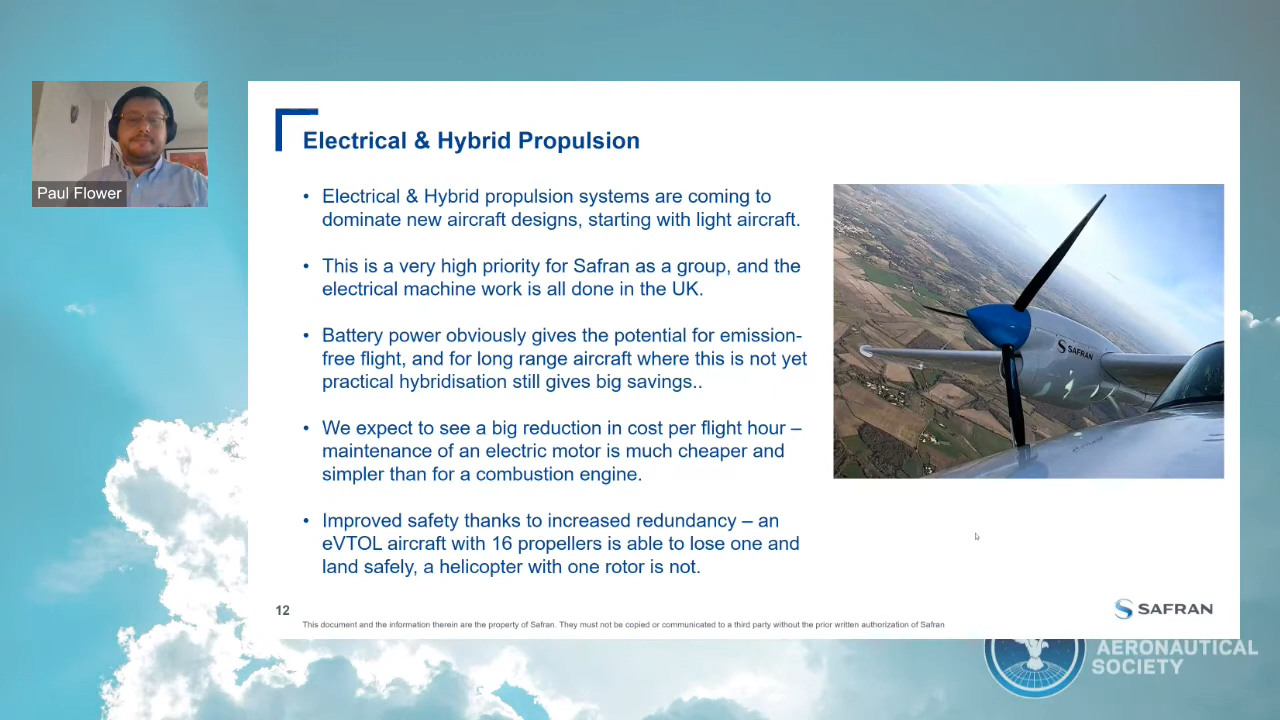 Paul Flower
Electrical & Hybrid Propulsion
• Electrical & Hybrid propulsion systems are coming to
dominate new aircraft designs, starting with light aircraft.
• This is a very high priority for Safran as a group, and the
electrical machine work is all done in the UK.
• Battery power obviously gives the potential for emission-
free flight, and for long range aircraft where this is not yet
practical hybridisation still gives big savings..
• We expect to see a big reduction in cost per flight hour –
maintenance of an electric motor is much cheaper and
simpler than for a combustion engine.
• Improved safety thanks to increased redundancy – an
eVTOL aircraft with 16 propellers is able to lose one and
land safely, a helicopter with one rotor is not.
SAFRAN
12
This document and the information therein are the property of Safran. They must not be copied or communicated to a third party without the prior written authorization of Safran
SAFRAN
AERONAUTICAL
SOCIETY